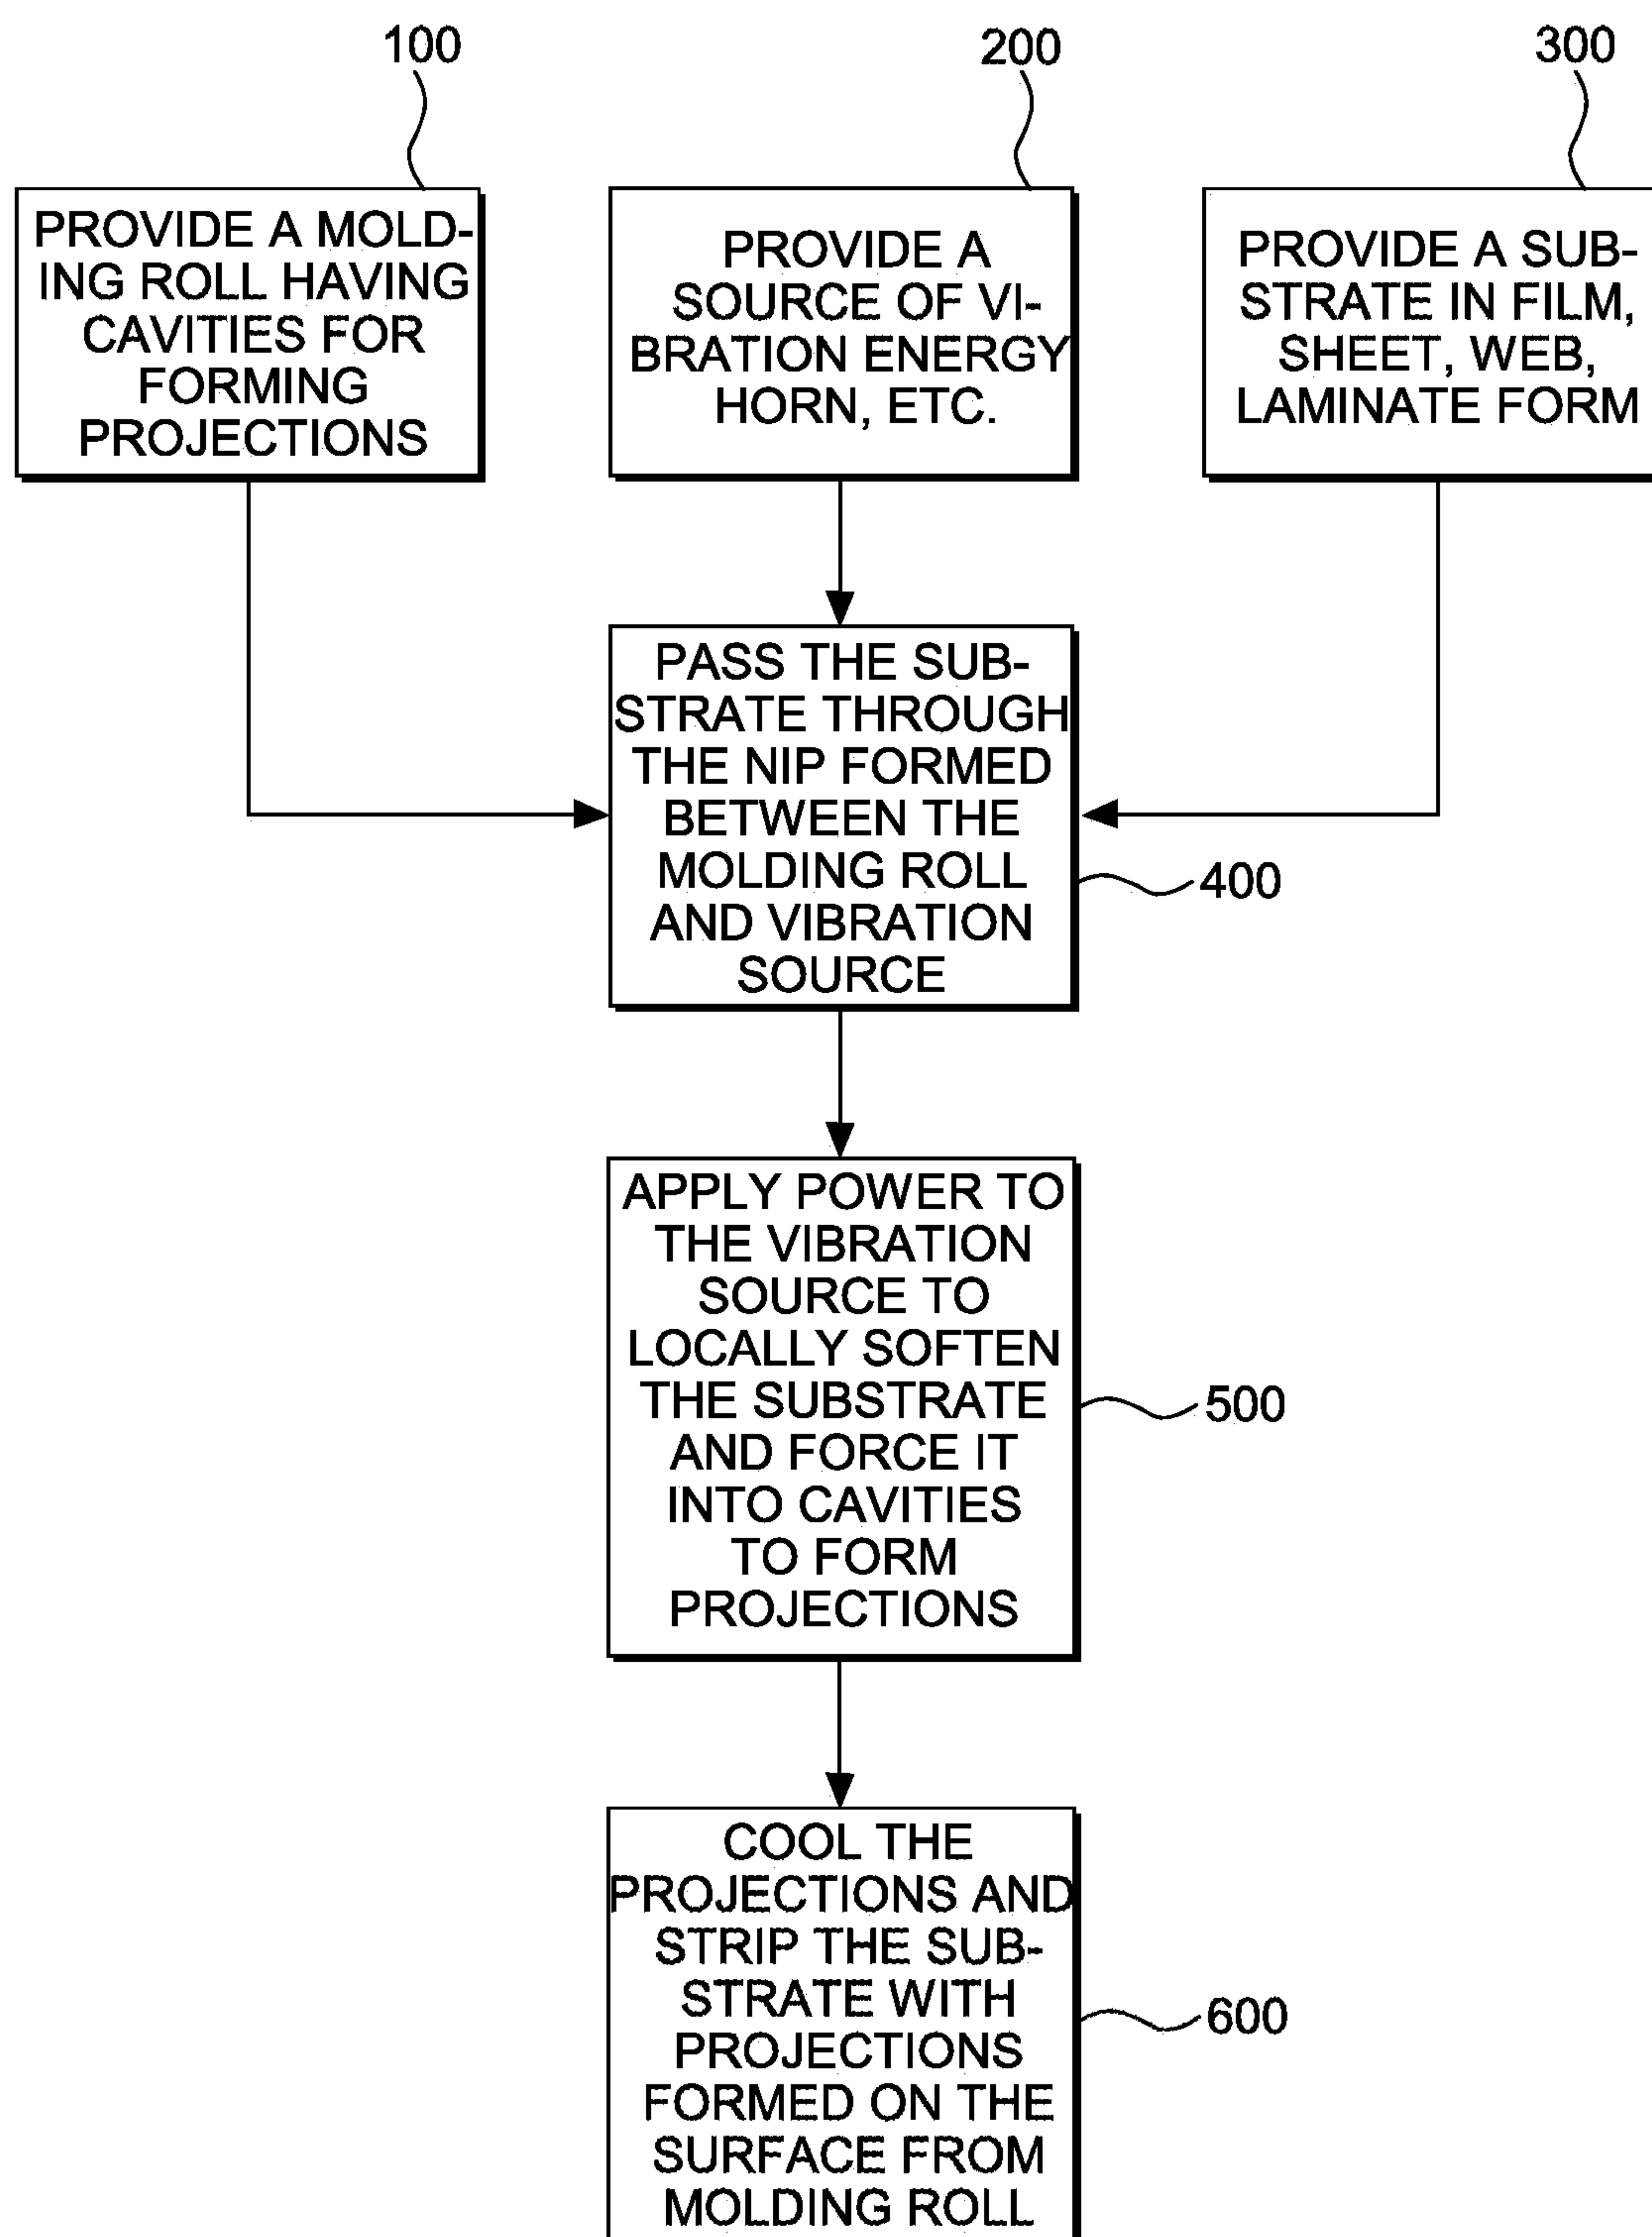 100
200
300
PROVIDE A MOLD-
ING ROLL HAVING
CAVITIES FOR
FORMING
PROJECTIONS
PROVIDE A
SOURCE OF VI-
BRATION ENERGY
HORN, ETC.
PROVIDE A SUB-
STRATE IN FILM,
SHEET, WEB,
LAMINATE FORM
PASS THE SUB-
STRATE THROUGH
THE NIP FORMED
BETWEEN THE
MOLDING ROLL
AND VIBRATION
SOURCE
400
APPLY POWER TO
THE VIBRATION
SOURCE TO
LOCALLY SOFTEN
THE SUBSTRATE
AND FORCE IT
INTO CAVITIES
TO FORM
PROJECTIONS
500
COOL THE
PROJECTIONS AND
STRIP THE SUB-
STRATE WITH
PROJECTIONS
FORMED ON THE
SURFACE FROM
MOLDING ROLL
600